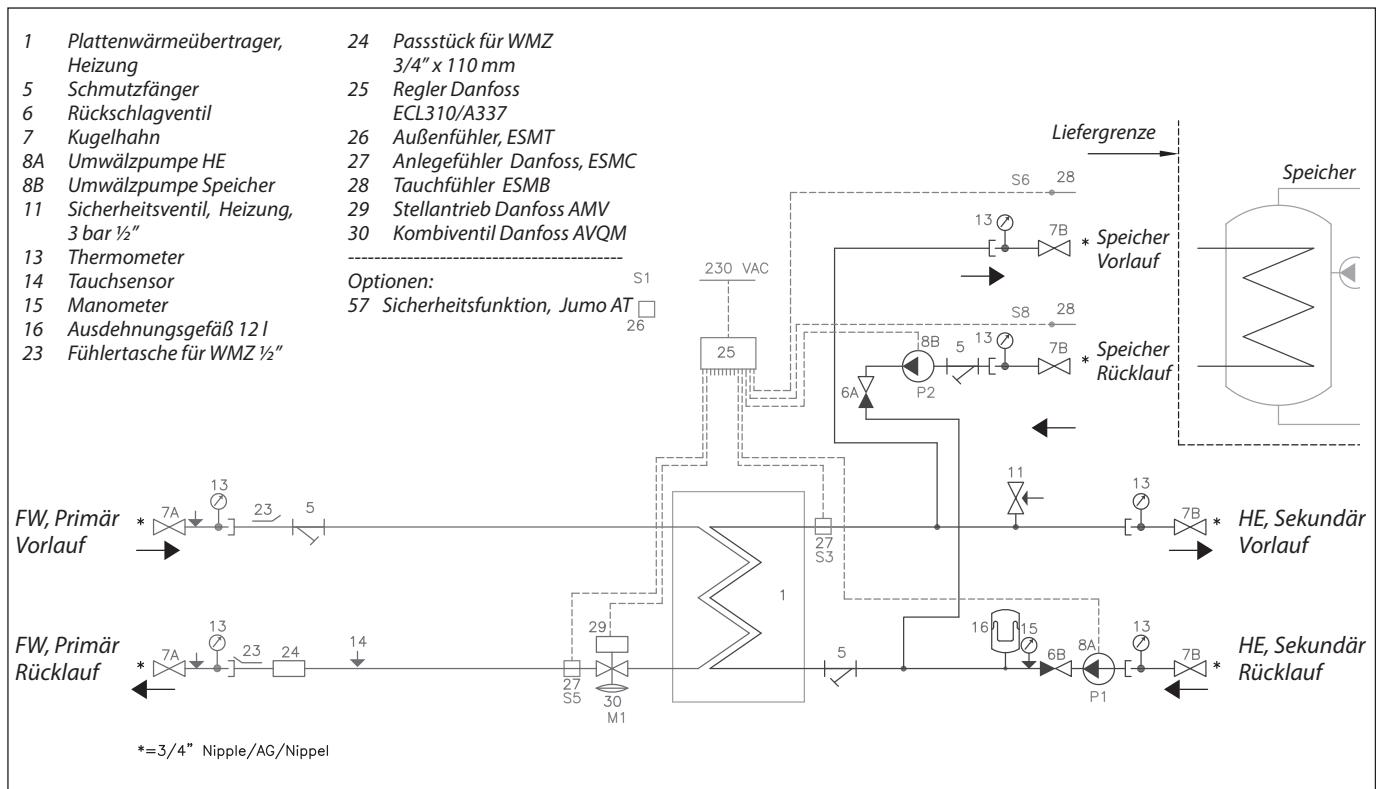 1 Plattenwärmeübertrager,
Heizung
5 Schmutzfänger
6 Rückschlagventil
7 Kugelhahn
8A Umwälzpumpe HE
8B Umwälzpumpe Speicher
11 Sicherheitsventil, Heizung,
3 bar ½”
13 Thermometer
14 Tauchsensor
15 Manometer
16 Ausdehnungsgefäß 12 l
23 Fühlertasche für WMZ ½”
24 Passstück für WMZ
3/4” x 110 mm
25 Regler Danfoss
ECL310/A337
26 Außenfühler, ESMT
27 Anlegefühler Danfoss, ESMC
28 Tauchfühler ESMB
29 Stellantrieb Danfoss AMV
30 Kombiventil Danfoss AVQM
----------------------------------------
Optionen:
57 Sicherheitsfunktion, Jumo AT
S1
26
230 VAC
25
Liefergrenze
Speicher
S6 28
13
7B
* Speicher
Vorlauf
S8 28
8B 5 13
7B
* Speicher
Rücklauf
6A
P2
11
FW, Primär
Vorlauf
* 7A 13 23 5
27
S3
13
7B *
HE, Sekundär
Vorlauf
1
FW, Primär
Rücklauf
* 7A 13 23 24 14
27
S5
29
30
M1
5
16 15
6B
8A
P1
13
7B *
HE, Sekundär
Rücklauf
*=3/4” Nipple/AG/Nippel